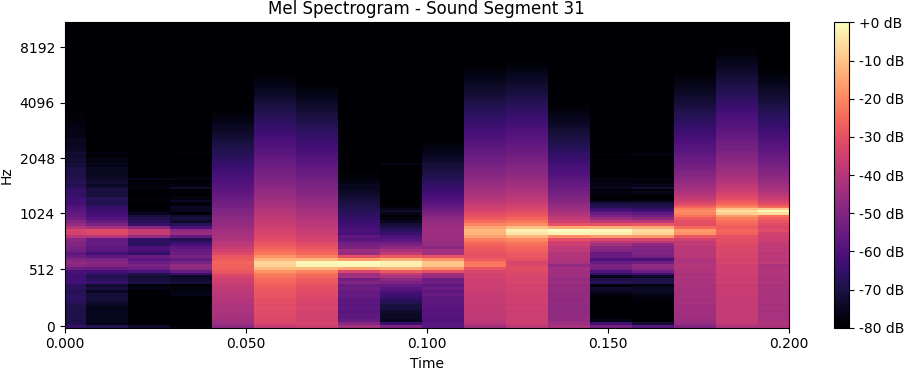 Mel Spectrogram - Sound Segment 31
Hz
8192
4096
2048
1024
512
0
0.000
0.050
0.100
0.150
0.200
Time
+0 dB
-10 dB
-20 dB
-30 dB
-40 dB
-50 dB
-60 dB
-70 dB
-80 dB